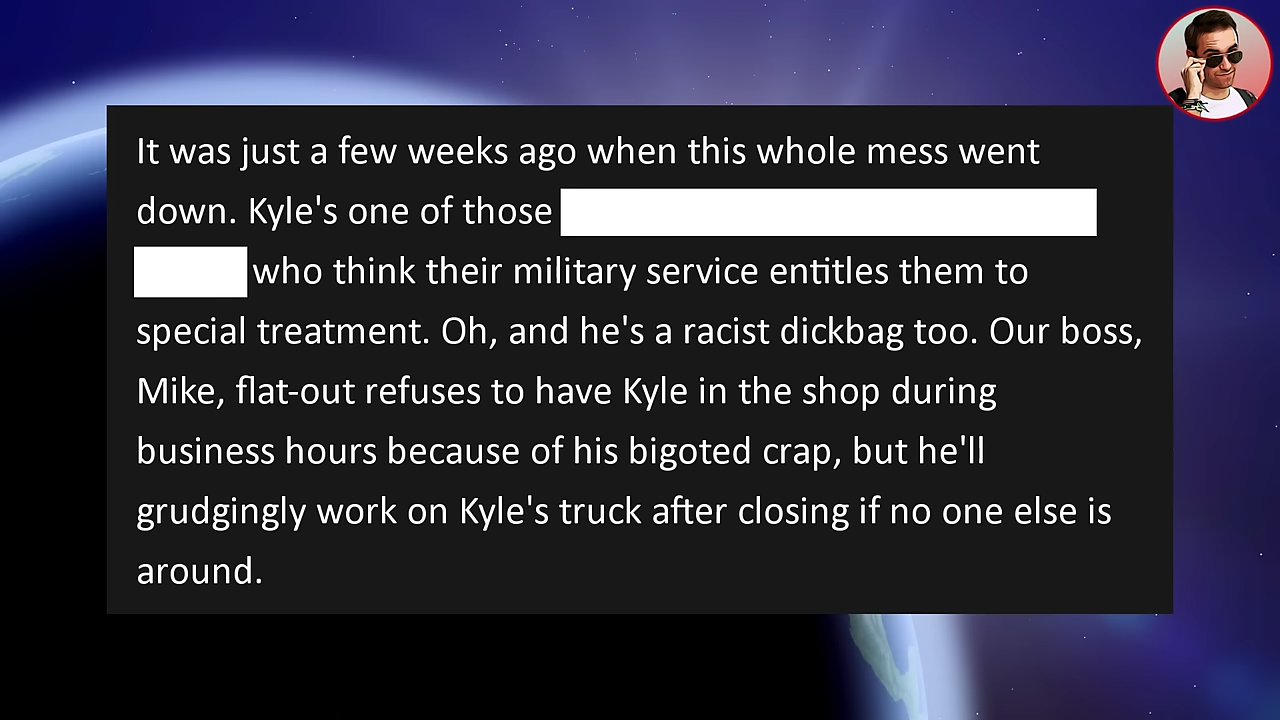 It was just a few weeks ago when this whole mess went
down. Kyle's one of those
who think their military service entitles them to
special treatment. Oh, and he's a racist dickbag too. Our boss,
Mike, flat-out refuses to have Kyle in the shop during
business hours because of his bigoted crap, but he'll
grudgingly work on Kyle's truck after closing if no one else is
around.